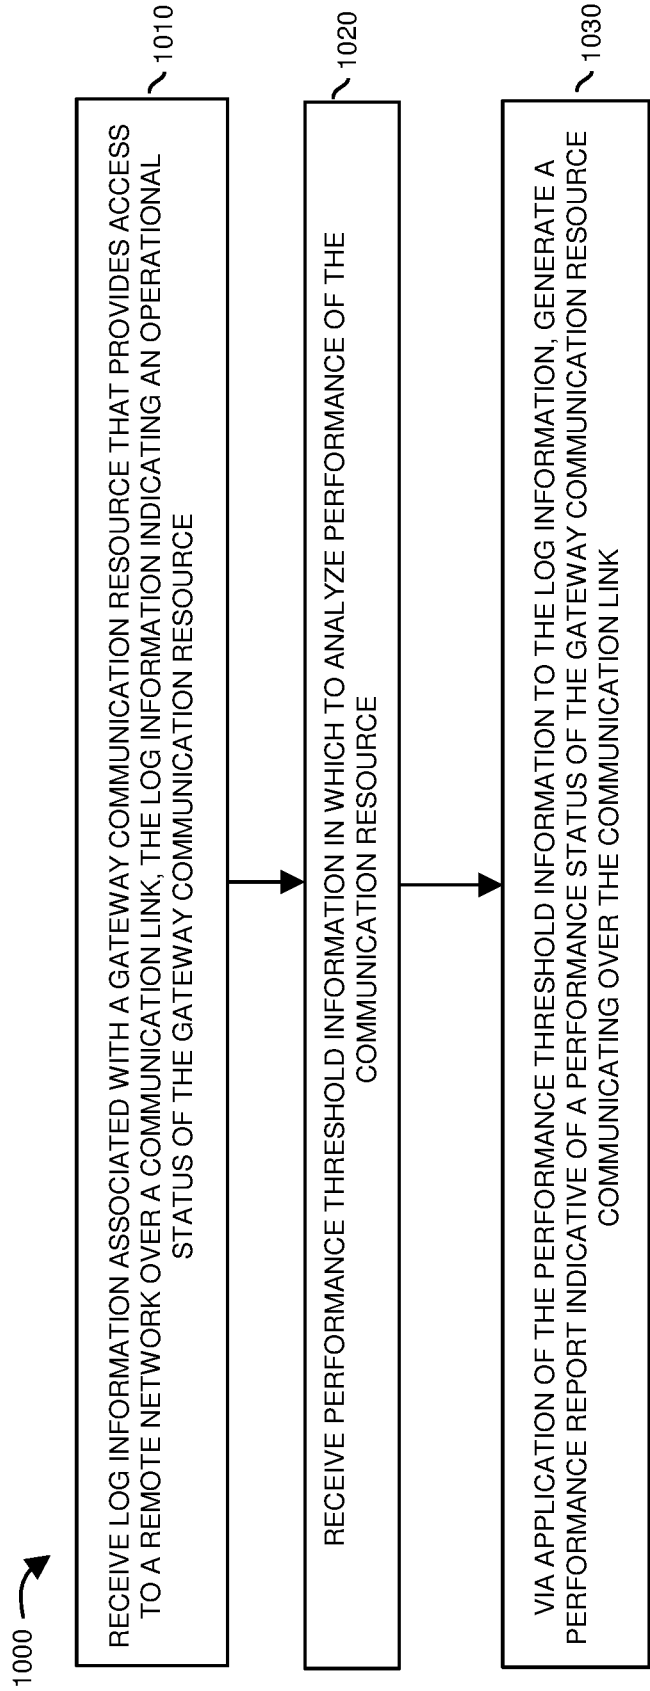 1000
RECEIVE LOG INFORMATION ASSOCIATED WITH A GATEWAY COMMUNICATION RESOURCE THAT PROVIDES ACCESS
TO A REMOTE NETWORK OVER A COMMUNICATION LINK, THE LOG INFORMATION INDICATING AN OPERATIONAL
STATUS OF THE GATEWAY COMMUNICATION RESOURCE
1010
RECEIVE PERFORMANCE THRESHOLD INFORMATION IN WHICH TO ANALYZE PERFORMANCE OF THE
COMMUNICATION RESOURCE
1020
VIA APPLICATION OF THE PERFORMANCE THRESHOLD INFORMATION TO THE LOG INFORMATION, GENERATE A
PERFORMANCE REPORT INDICATIVE OF A PERFORMANCE STATUS OF THE GATEWAY COMMUNICATION RESOURCE
COMMUNICATING OVER THE COMMUNICATION LINK
1030